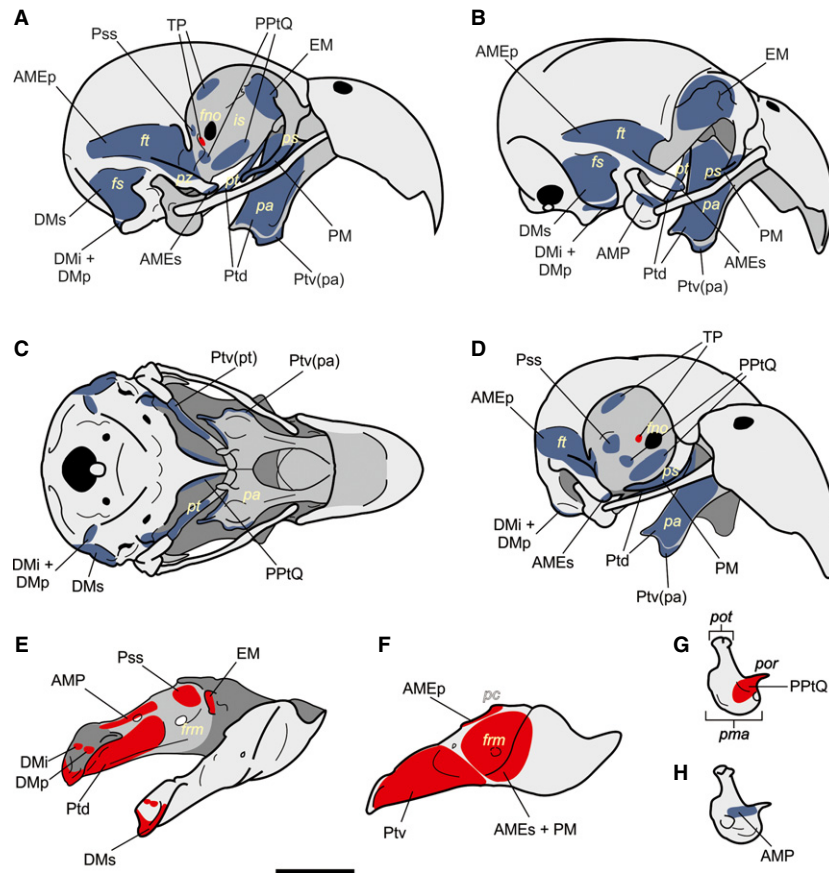 A
Pss
TP
PPtQ
EM
AMEp
ft
fno
is
ps
fs
pz
pt
pa
DMs
DMi +
DMp
AMEs
Ptd
PM
Ptv(pa)
B
EM
AMEp
ft
fs
pt
ps
pa
DMs
DMi +
DMp
AMP
Ptd
AMEs
PM
Ptv(pa)
C
Ptv(pt)
Ptv(pa)
pt
pa
DMi +
DMp
DMs
PPtQ
D
TP
Pss
PPtQ
AMEp
ft
fno
ps
pa
DMi +
DMp
AMEs
Ptd
PM
Ptv(pa)
E
Pss
EM
AMP
frm
DMi
DMp
Ptd
DMs
F
AMEp
pc
frm
Ptv
AMEs + PM
G
pot
por
PPtQ
pma
H
AMP